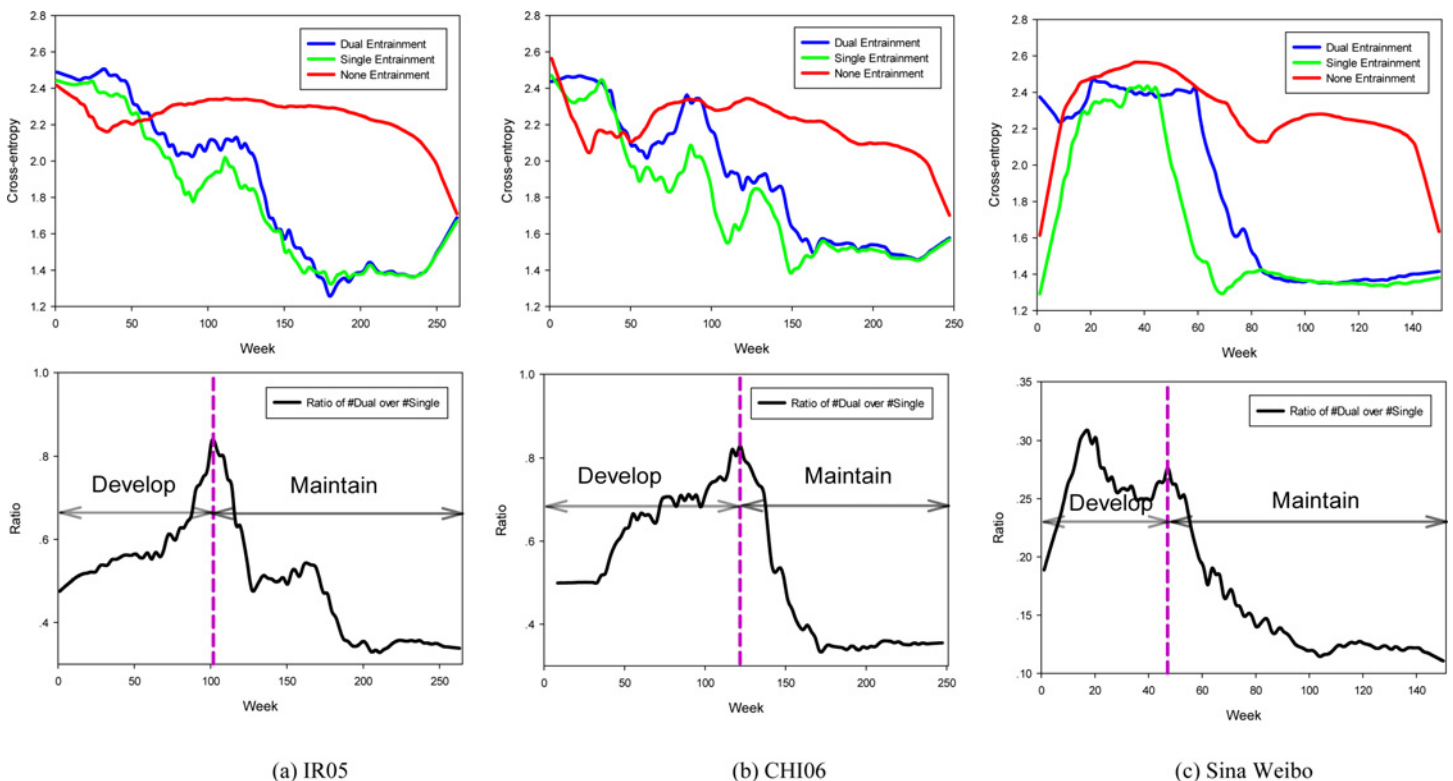 2.8
2.6
2.4
2.2
2.0
1.8
1.6
1.4
1.2
Cross-entropy
Dual Entrainment
Single Entrainment
None Entrainment
0 50 100 150 200 250
Week
2.8
2.6
2.4
2.2
2.0
1.8
1.6
1.4
1.2
Cross-entropy
Dual Entrainment
Single Entrainment
None Entrainment
0 50 100 150 200 250
Week
2.8
2.6
2.4
2.2
2.0
1.8
1.6
1.4
1.2
Cross-entropy
Dual Entrainment
Single Entrainment
None Entrainment
0 20 40 60 80 100 120 140
Week
1.0
.8
.6
.4
Ratio
Ratio of #Dual over #Single
Develop
Maintain
0 50 100 150 200 250
Week
1.0
.8
.6
.4
Ratio
Ratio of #Dual over #Single
Develop
Maintain
0 50 100 150 200 250
Week
.35
.30
.25
.20
.15
.10
Ratio
Ratio of #Dual over #Single
Develop
Maintain
0 20 40 60 80 100 120 140
Week
(a) IR05
(b) CHI06
(c) Sina Weibo